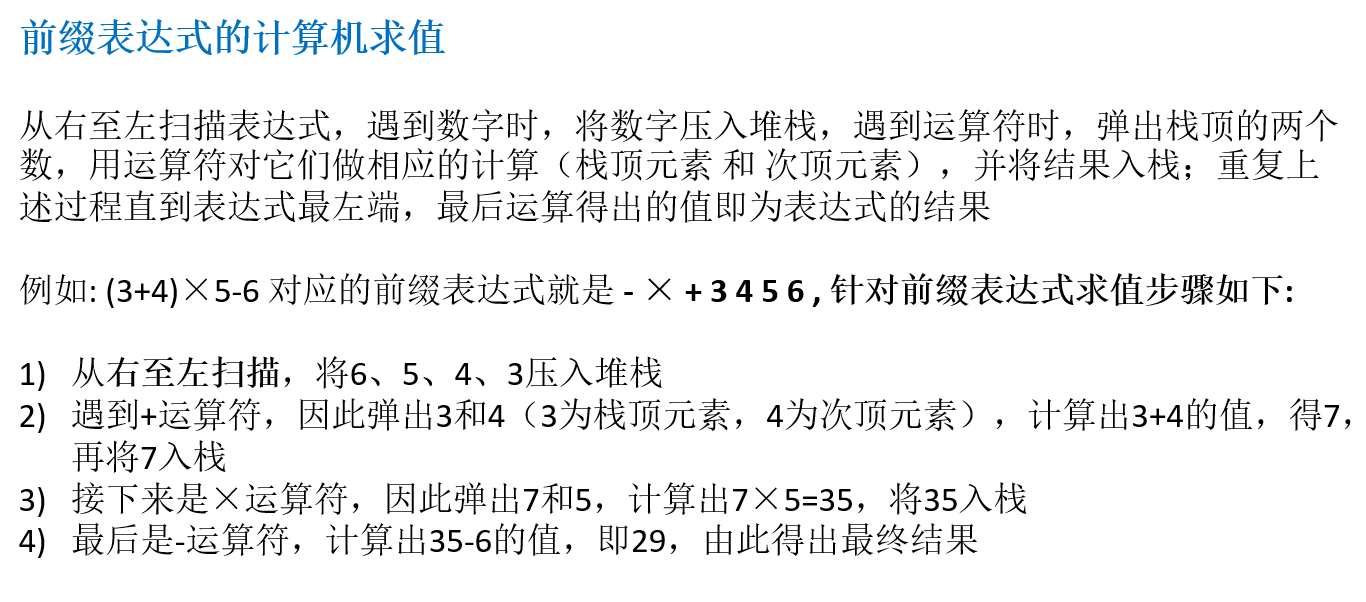 前缀表达式的计算机求值
从右至左扫描表达式，遇到数字时，将数字压入堆栈，遇到运算符时，弹出栈顶的两个
数，用运算符对它们做相应的计算（栈顶元素 和 次顶元素），并将结果入栈；重复上
述过程直到表达式最左端，最后运算得出的值即为表达式的结果
例如: (3+4)×5-6 对应的前缀表达式就是 - × + 3 4 5 6 , 针对前缀表达式求值步骤如下:
1) 从右至左扫描，将6、5、4、3压入堆栈
2) 遇到+运算符，因此弹出3和4（3为栈顶元素，4为次顶元素），计算出3+4的值，得7，
再将7入栈
3) 接下来是×运算符，因此弹出7和5，计算出7×5=35，将35入栈
4) 最后是-运算符，计算出35-6的值，即29，由此得出最终结果